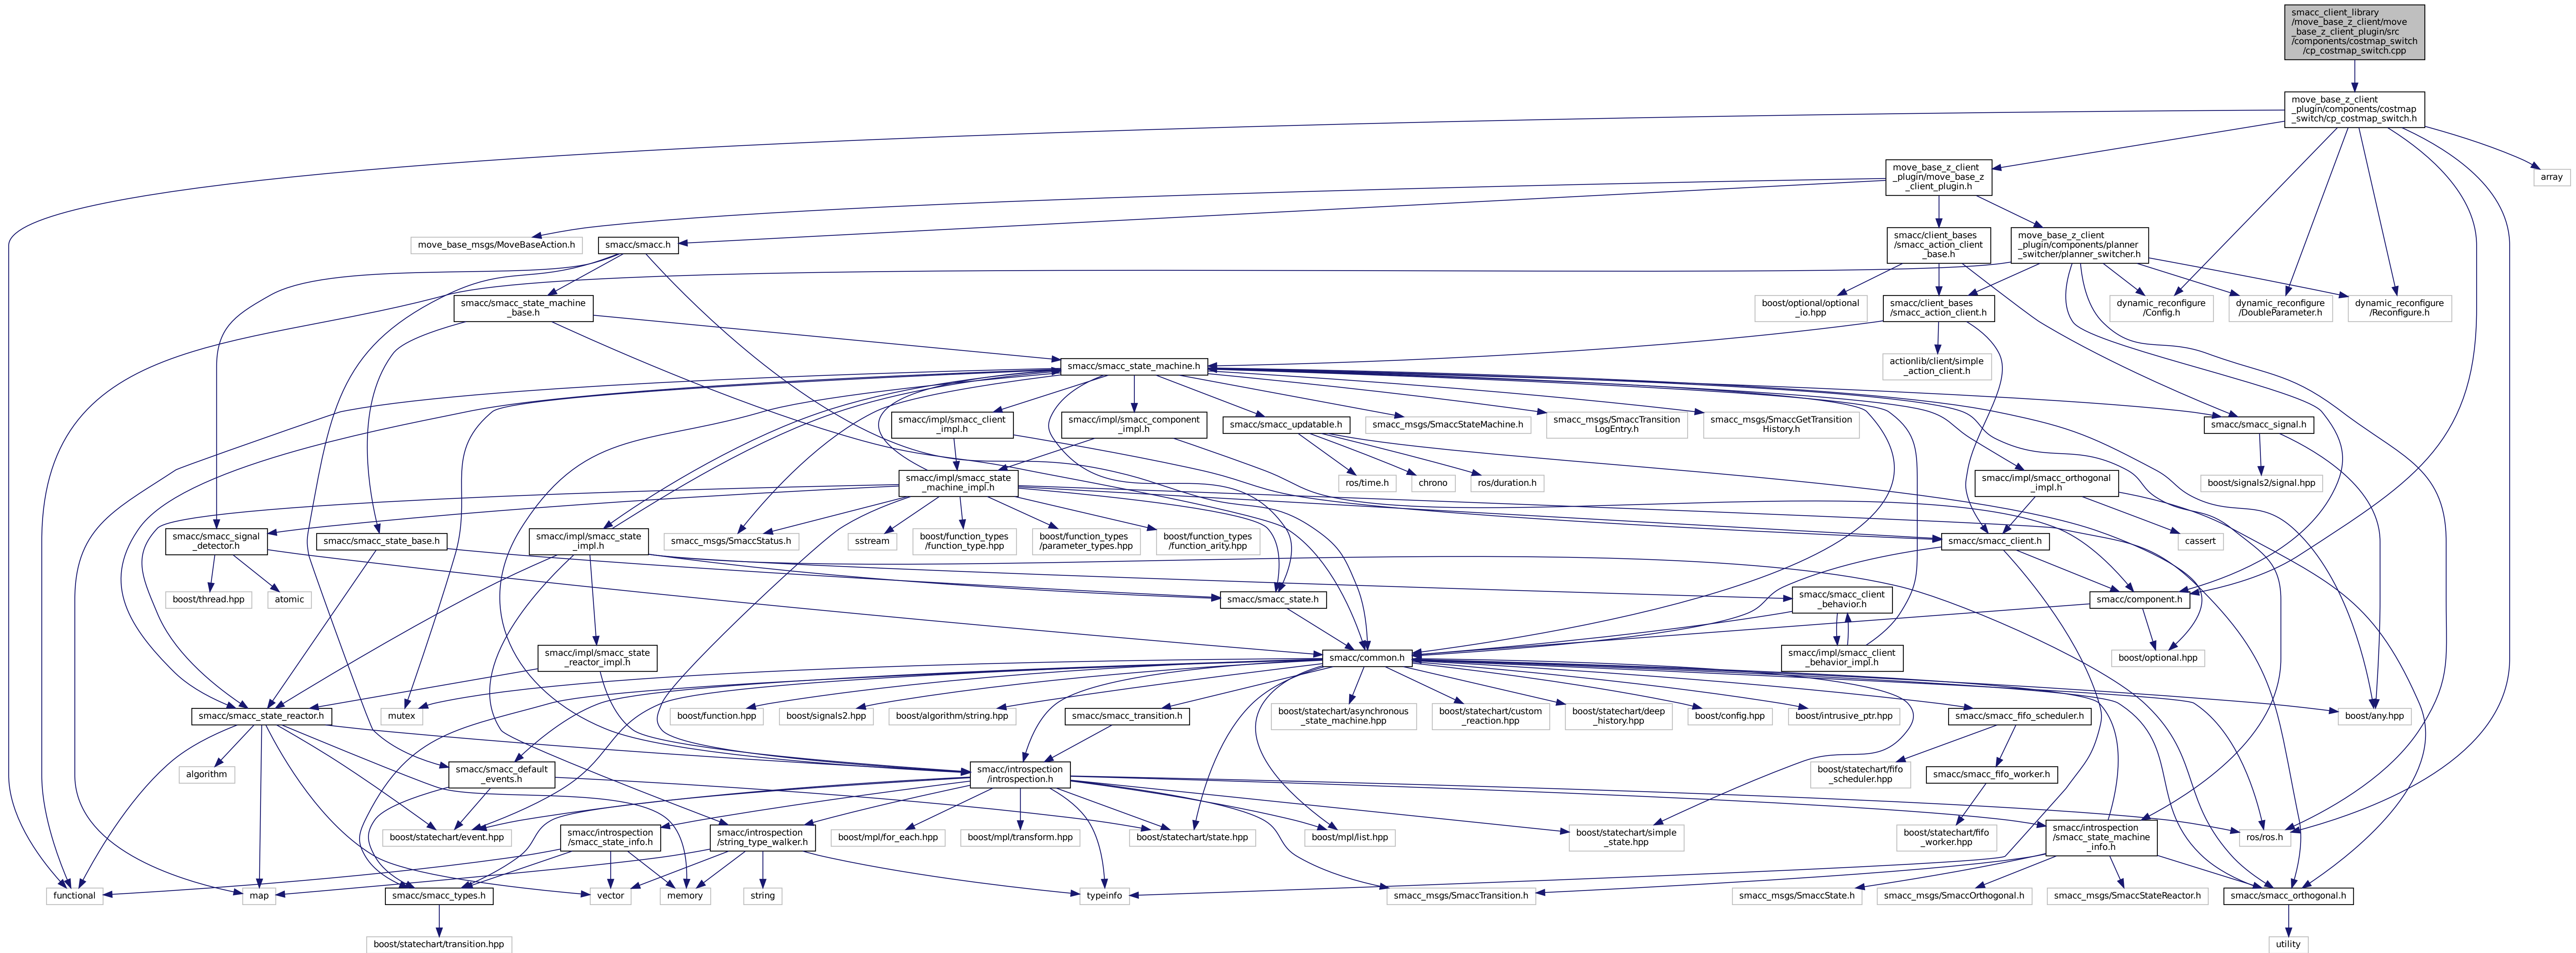 smacc_client_library
/move_base_z_client/move
_base_z_client_plugin/src
/components/costmap_switch
/cp_costmap_switch.cpp
move_base_z_client
_plugin/components/costmap
_switch/cp_costmap_switch.h
move_base_z_client
_plugin/move_base_z
_client_plugin.h
array
move_base_msgs/MoveBaseAction.h
smacc/smacc.h
smacc/client_bases
/smacc_action_client
_base.h
move_base_z_client
_plugin/components/planner
_switcher/planner_switcher.h
smacc/smacc_state_machine
_base.h
boost/optional/optional
_io.hpp
smacc/client_bases
/smacc_action_client.h
dynamic_reconfigure
/Config.h
dynamic_reconfigure
/DoubleParameter.h
dynamic_reconfigure
/Reconfigure.h
smacc/smacc_state_machine.h
actionlib/client/simple
_action_client.h
smacc/impl/smacc_client
_impl.h
smacc/impl/smacc_component
_impl.h
smacc/smacc_updatable.h
smacc_msgs/SmaccStateMachine.h
smacc_msgs/SmaccTransition
LogEntry.h
smacc_msgs/SmaccGetTransition
History.h
smacc/smacc_signal.h
smacc/impl/smacc_state
_machine_impl.h
ros/time.h
chrono
ros/duration.h
smacc/impl/smacc_orthogonal
_impl.h
boost/signals2/signal.hpp
smacc/smacc_signal
_detector.h
smacc/smacc_state_base.h
smacc/impl/smacc_state
_impl.h
smacc_msgs/SmaccStatus.h
sstream
boost/function_types
/function_type.hpp
boost/function_types
/parameter_types.hpp
boost/function_types
/function_arity.hpp
smacc/smacc_client.h
cassert
boost/thread.hpp
atomic
smacc/smacc_state.h
smacc/smacc_client
_behavior.h
smacc/component.h
smacc/impl/smacc_state
_reactor_impl.h
smacc/common.h
smacc/impl/smacc_client
_behavior_impl.h
boost/optional.hpp
smacc/smacc_state_reactor.h
mutex
boost/function.hpp
boost/signals2.hpp
boost/algorithm/string.hpp
smacc/smacc_transition.h
boost/statechart/asynchronous
_state_machine.hpp
boost/statechart/custom
_reaction.hpp
boost/statechart/deep
_history.hpp
boost/config.hpp
boost/intrusive_ptr.hpp
smacc/smacc_fifo_scheduler.h
boost/any.hpp
algorithm
smacc/smacc_default
_events.h
smacc/introspection
/introspection.h
boost/statechart/fifo
_scheduler.hpp
smacc/smacc_fifo_worker.h
boost/statechart/event.hpp
smacc/introspection
/smacc_state_info.h
smacc/introspection
/string_type_walker.h
boost/mpl/for_each.hpp
boost/mpl/transform.hpp
boost/statechart/state.hpp
boost/mpl/list.hpp
boost/statechart/simple
_state.hpp
boost/statechart/fifo
_worker.hpp
smacc/introspection
/smacc_state_machine
_info.h
ros/ros.h
functional
map
smacc/smacc_types.h
vector
memory
string
typeinfo
smacc_msgs/SmaccTransition.h
smacc_msgs/SmaccState.h
smacc_msgs/SmaccOrthogonal.h
smacc_msgs/SmaccStateReactor.h
smacc/smacc_orthogonal.h
boost/statechart/transition.hpp
utility